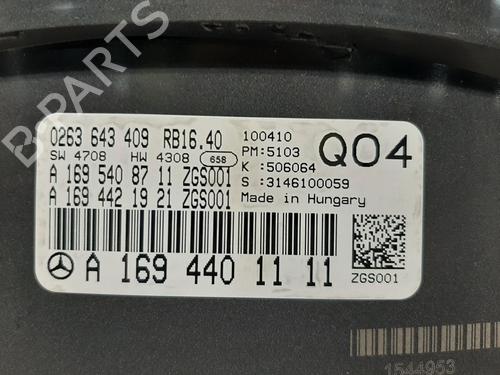 0263 643 409 RB16.40 100410 Q04
SW 4708 HW 4308 658 PM:5103
K :506064
A 169 540 87 11 ZGS001 S :3146100059
A 169 442 19 21 ZGS001 Made in Hungary
A 169 440 11 11 ZGS001
1544953
B-PARTS